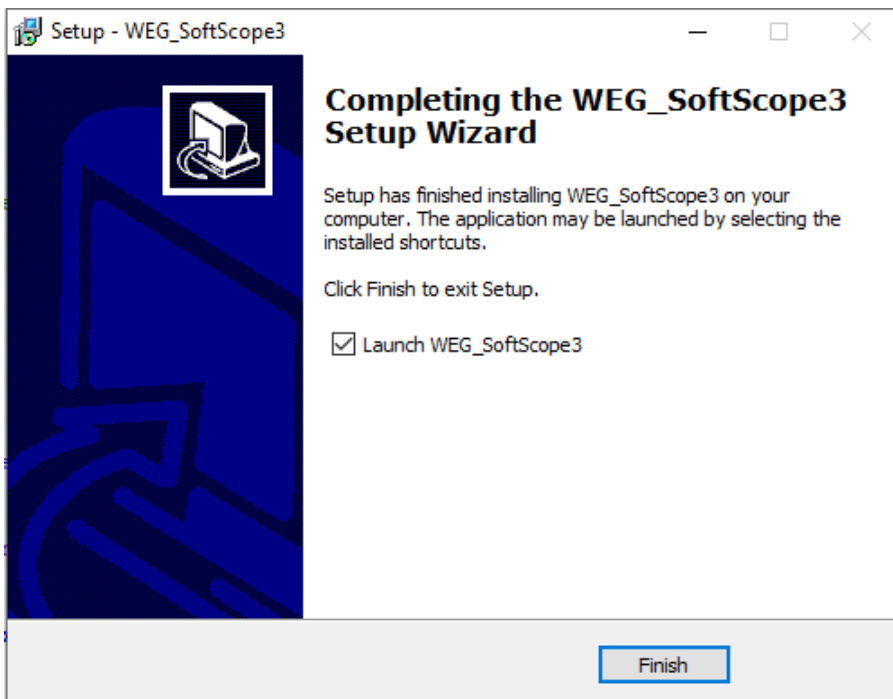 Setup - WEG_SoftScope3
Completing the WEG_SoftScope3
Setup Wizard
Setup has finished installing WEG_SoftScope3 on your
computer. The application may be launched by selecting the
installed shortcuts.
Click Finish to exit Setup.
Launch WEG_SoftScope3
Finish